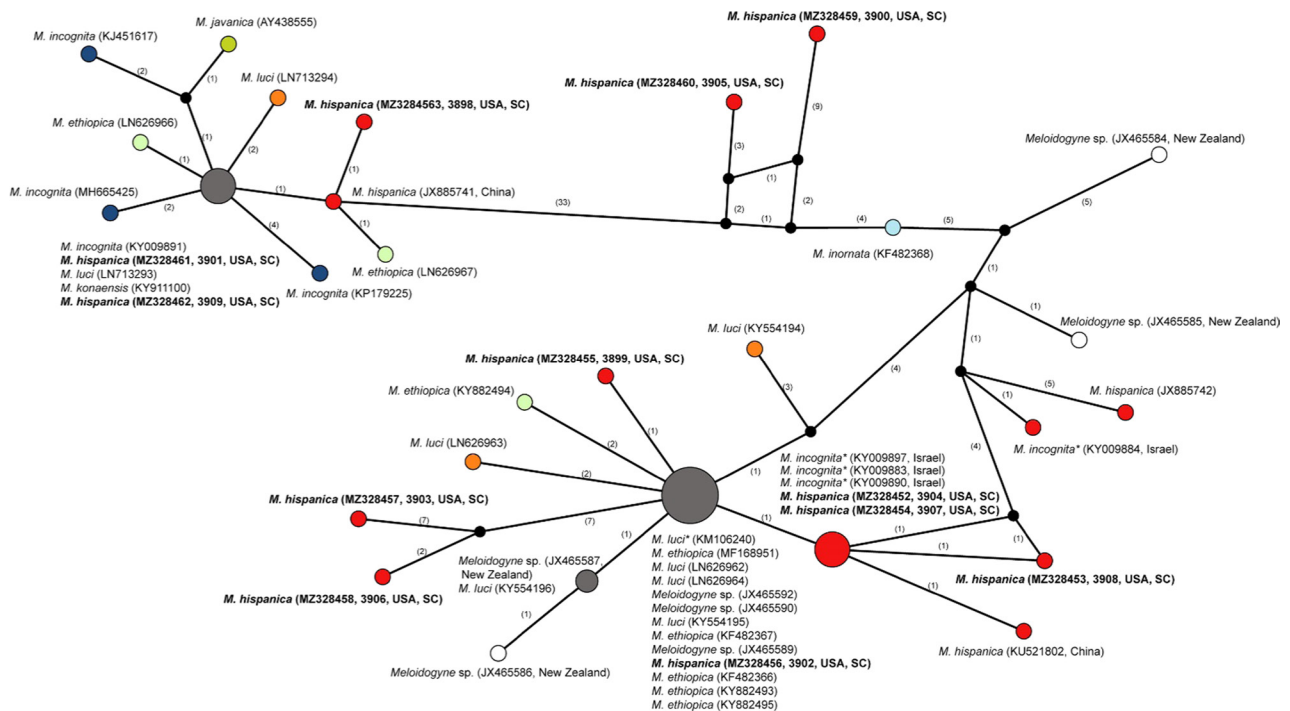 M. hispanica (MZ328459, 3900, USA, SC)
M. javanica (AY438555)
M. incognita (KJ451617)
(2)
(1)
M. luci (LN713294)
M. hispanica (MZ328460, 3905, USA, SC)
M. hispanica (MZ3284563, 3898, USA, SC)
(9)
M. ethiopica (LN626966)
(1)
(2)
(3)
Meloidogyne sp. (JX465584, New Zealand)
(1)
(1)
(1)
M. incognita (MH665425)
(2)
(1)
M. hispanica (JX885741, China)
(33)
(2)
(2)
(1)
(4)
(5)
(5)
(4)
(1)
M. inornata (KF482368)
M. incognita (KY009891)
M. hispanica (MZ328461, 3901, USA, SC)
M. luci (LN713293)
M. konaensis (KY911100)
M. hispanica (MZ328462, 3909, USA, SC)
M. ethiopica (LN626967)
M. incognita (KP179225)
(1)
(1)
Meloidogyne sp. (JX465585, New Zealand)
M. luci (KY554194)
(1)
M. hispanica (MZ328455, 3899, USA, SC)
(4)
M. ethiopica (KY882494)
(3)
(5)
M. hispanica (JX885742)
(1)
M. incognita* (KY009884, Israel)
(1)
(2)
M. luci (LN626963)
(2)
(4)
(1)
M. incognita* (KY009897, Israel)
M. incognita* (KY009883, Israel)
M. incognita* (KY009890, Israel)
M. hispanica (MZ328452, 3904, USA, SC)
M. hispanica (MZ328454, 3907, USA, SC)
M. hispanica (MZ328457, 3903, USA, SC)
(7)
(7)
(1)
(1)
(1)
(2)
(1)
(1)
M. luci* (KM106240)
M. ethiopica (MF168951)
M. luci (LN626962)
M. luci (LN626964)
Meloidogyne sp. (JX465592)
Meloidogyne sp. (JX465590)
M. luci (KY554195)
M. ethiopica (KF482367)
Meloidogyne sp. (JX465589)
M. hispanica (MZ328456, 3902, USA, SC)
M. ethiopica (KF482366)
M. ethiopica (KY882493)
M. ethiopica (KY882495)
Meloidogyne sp. (JX465587,
New Zealand)
M. luci (KY554196)
M. hispanica (MZ328453, 3908, USA, SC)
(1)
M. hispanica (MZ328458, 3906, USA, SC)
(1)
M. hispanica (KU521802, China)
Meloidogyne sp. (JX465586, New Zealand)